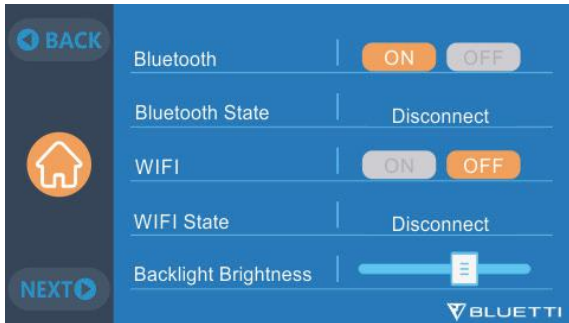 BACK
Bluetooth ON OFF
Bluetooth State Disconnect
WIFI ON OFF
WIFI State Disconnect
Backlight Brightness
NEXT
BLUETTI